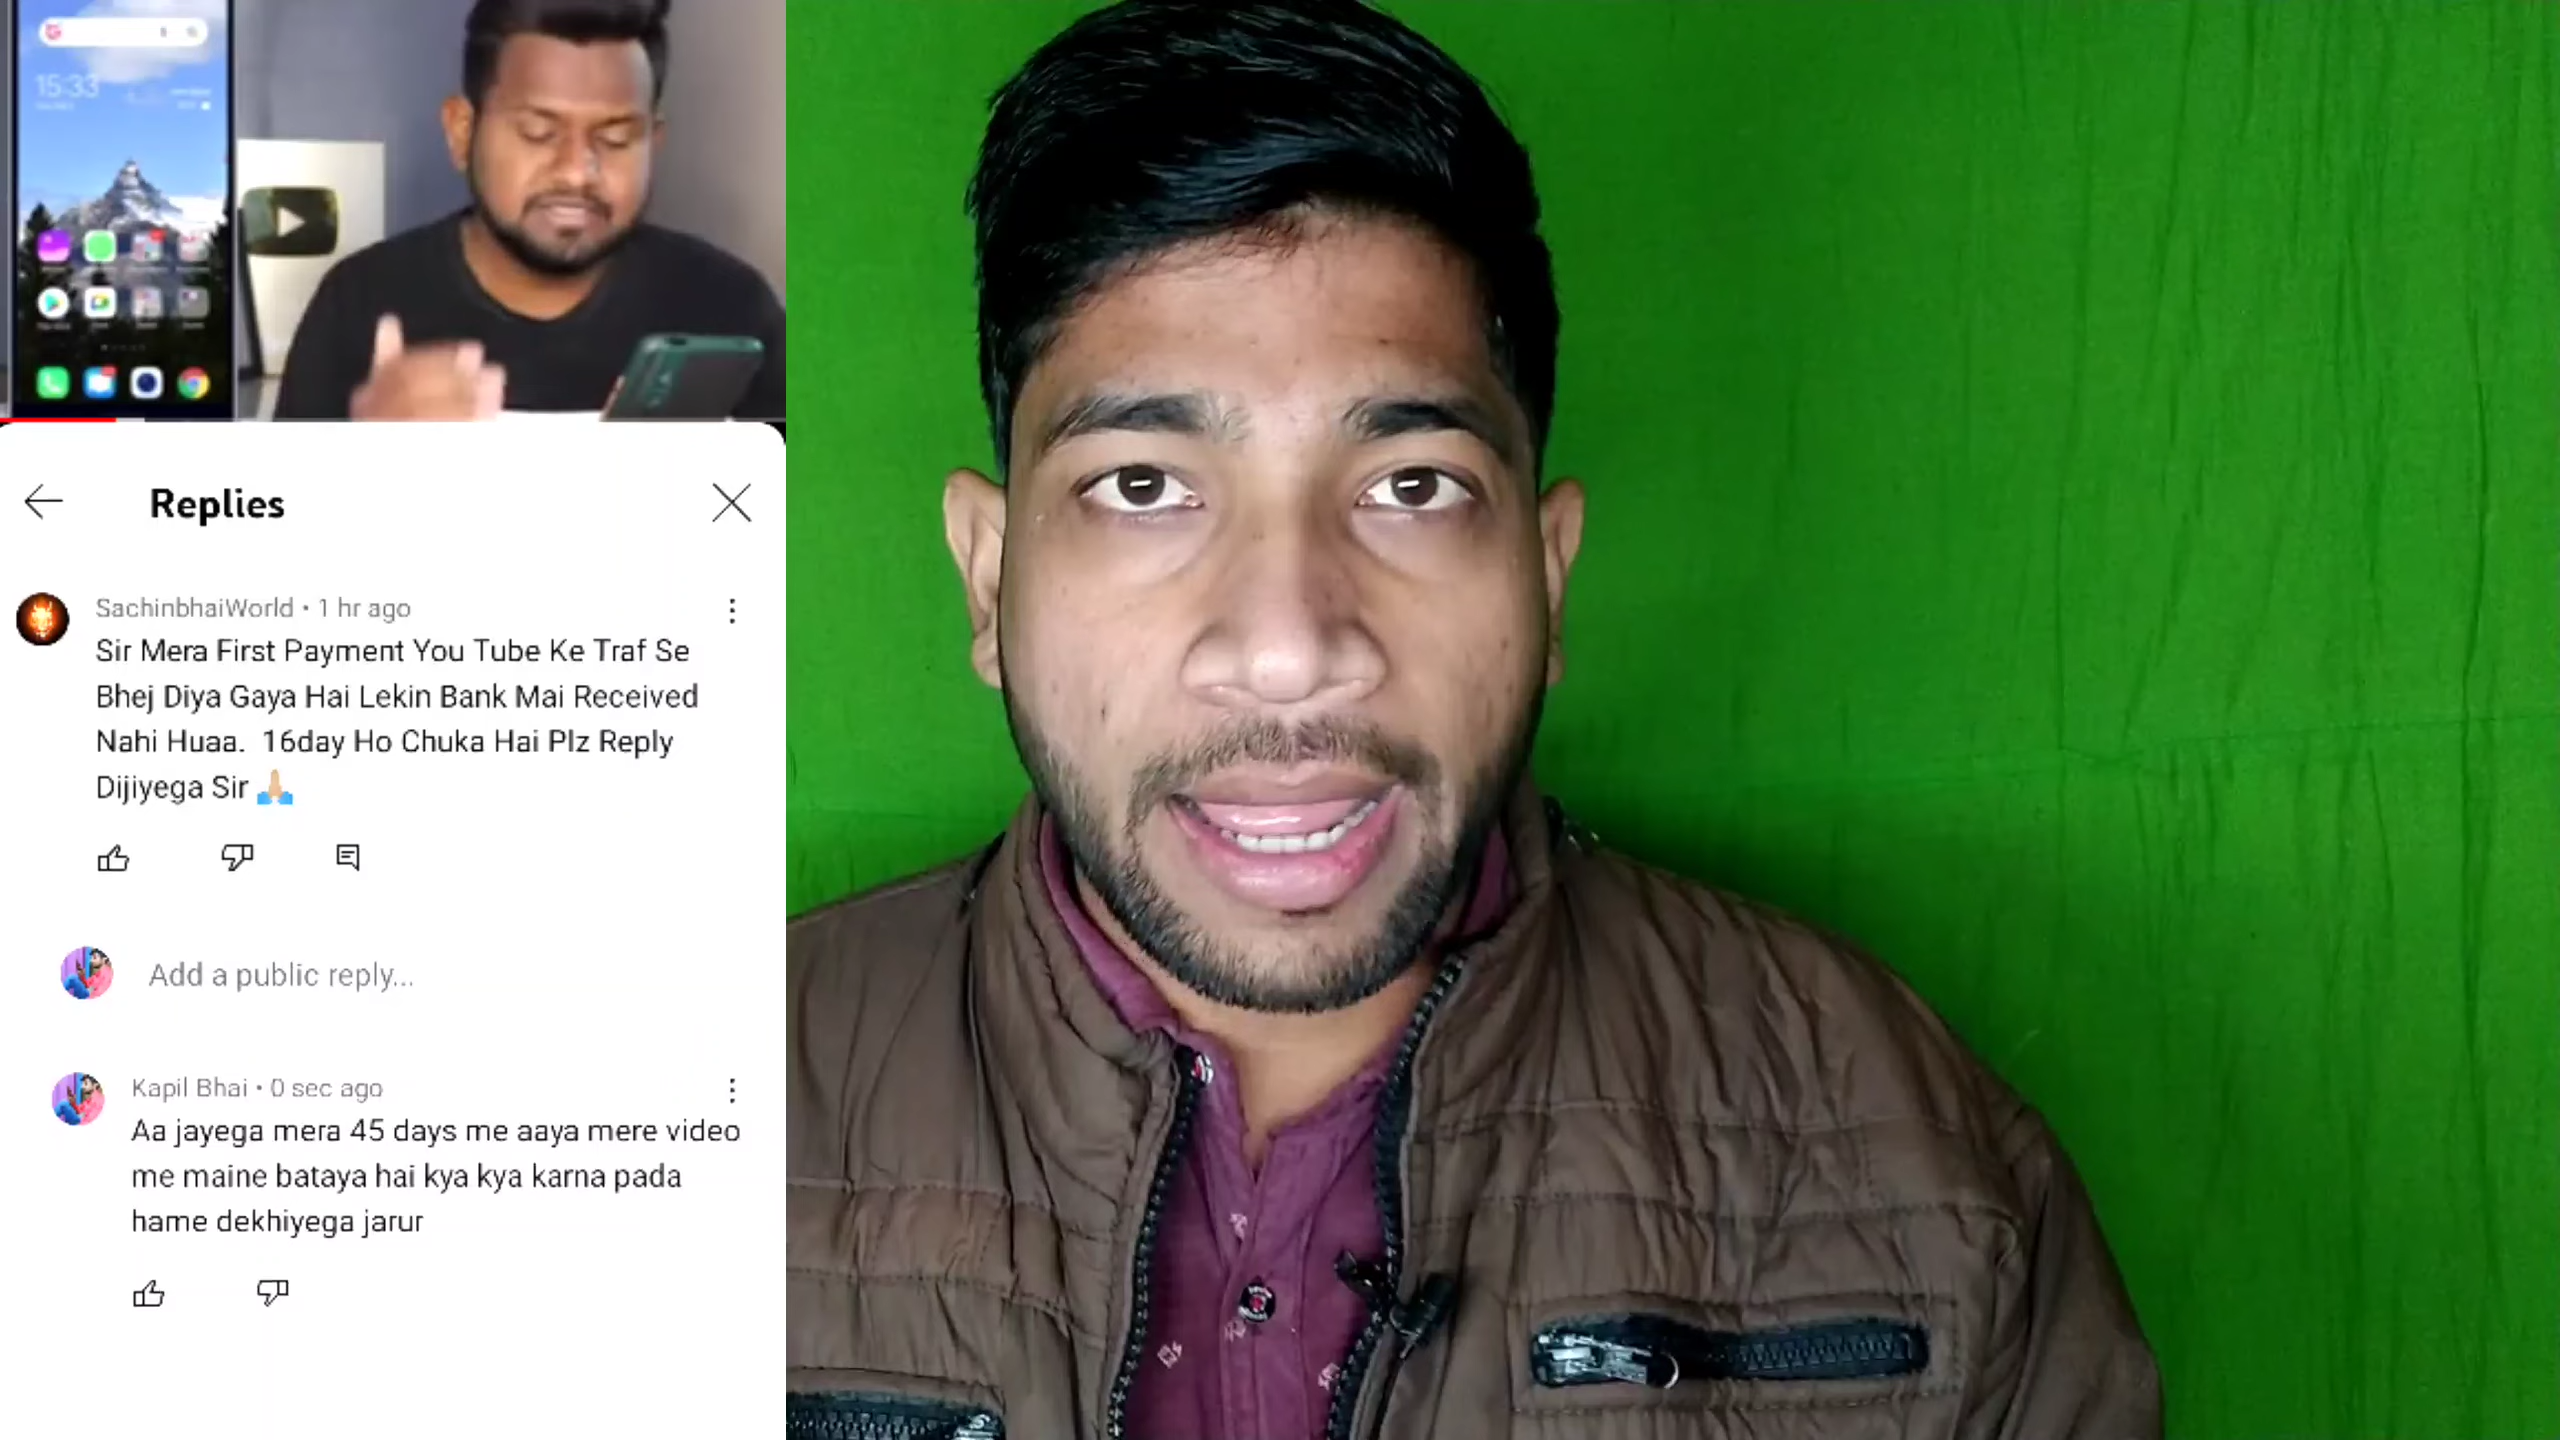 15:33
Replies
SachinbhaiWorld • 1 hr ago
Sir Mera First Payment You Tube Ke Traf Se
Bhej Diya Gaya Hai Lekin Bank Mai Received
Nahi Huaa. 16day Ho Chuka Hai Plz Reply
Dijiyega Sir 🙏🏼
Add a public reply...
Kapil Bhai • 0 sec ago
Aa jayega mera 45 days me aaya mere video
me maine bataya hai kya kya karna pada
hame dekhiyega jarur